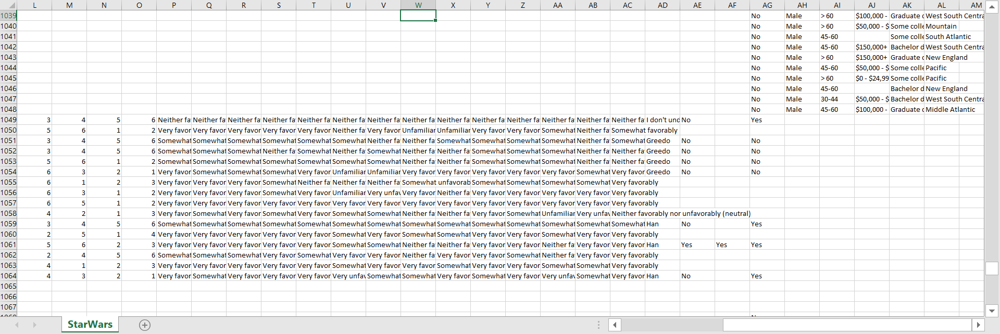 L M N O P Q R S T U V W X Y Z AA AB AC AD AE AF AG AH AI AJ AK AL AM
1039 No Male > 60 $100,000 - Graduate d West South Centra
1040 No Male > 60 $50,000 - $ Some colle Mountain
1041 No Male 45-60 Some colle South Atlantic
1042 No Male 45-60 $150,000+ Bachelor d West South Centra
1043 No Male > 60 $150,000+ Graduate d New England
1044 No Male 45-60 $50,000 - $ Some colle Pacific
1045 No Male > 60 $0 - $24,99 Some colle Pacific
1046 No Male 45-60 Bachelor d New England
1047 No Male 30-44 $50,000 - $ Bachelor d West South Centra
1048 No Male 45-60 $100,000 - Graduate d Middle Atlantic
1049 3 4 5 6 Neither fa Neither fa Neither fa Neither fa Neither fa Neither fa Neither fa Neither fa Neither fa Neither fa Neither fa Neither fa Neither fa Neither fa I don't und No Yes
1050 5 6 1 2 Very favor Very favor Very favor Very favor Very favor Neither fa Very favor Unfamiliar Unfamiliar Very favor Very favor Somewhat Neither fa Somewhat favorably
1051 3 4 5 6 Somewhat Somewhat Somewhat Somewhat Somewhat Somewhat Neither fa Neither fa Somewhat Somewhat Somewhat Somewhat Neither fa Somewhat Greedo No No
1052 3 4 5 6 Somewhat Somewhat Somewhat Neither fa Somewhat Neither fa Somewhat Neither fa Neither fa Somewhat Somewhat Somewhat Neither fa Neither fa Greedo No No
1053 5 6 1 2 Somewhat Somewhat Somewhat Somewhat Somewhat Somewhat Somewhat Neither fa Neither fa Somewhat Somewhat Somewhat Neither fa Neither fa Greedo No No
1054 6 3 2 1 Very favor Somewhat Somewhat Somewhat Very favor Unfamiliar Unfamiliar Very favor Very favor Very favor Very favor Very favor Somewhat Very favor Greedo No No
1055 6 1 2 3 Very favor Very favor Very favor Somewhat Neither fa Neither fa Neither fa Somewhat unfavorab Somewhat Somewhat Somewhat Somewhat Very favorably
1056 6 3 1 2 Very favor Very favor Very favor Somewhat Very favor Unfamiliar Very unfav Very favor Neither fa Very favor Very favor Very favor Very favor Very favorably
1057 6 5 1 2 Very favor Very favor Very favor Very favor Very favor Very favor Very favor Very favor Very favor Very favor Very favor Very favor Very favor Very favorably
1058 4 2 1 3 Very favor Somewhat Very favor Somewhat Very favor Somewhat Somewhat Neither fa Neither fa Very favor Somewhat Unfamiliar Very unfav Neither favorably nor unfavorably (neutral)
1059 3 4 5 6 Somewhat Somewhat Somewhat Somewhat Somewhat Somewhat Somewhat Somewhat Somewhat Somewhat Somewhat Somewhat Somewhat Somewhat Han No Yes
1060 2 5 1 4 Very favor Very favor Very favor Very favor Very favor Somewhat Very favor Somewhat Somewhat Very favor Very favor Somewhat Very favor Very favorably
1061 5 6 2 3 Very favor Very favor Very favor Very favor Very favor Somewhat Somewhat Neither fa Neither fa Very favor Very favor Neither fa Very favor Very favor Han Yes Yes Yes
1062 2 4 5 6 Somewhat Somewhat Somewhat Very favor Somewhat Very favor Very favor Neither fa Very favor Very favor Somewhat Neither fa Very favor Very favorably
1063 4 1 2 3 Very favor Very favor Very favor Very favor Very favor Somewhat Very favor Very favor Somewhat Very favor Very favor Somewhat Somewhat Very favorably
1064 4 3 2 1 Very favor Somewhat Very favor Very favor Very favor Very unfav Somewhat Somewhat Very favor Somewhat Very favor Very unfav Somewhat Very favor Han No Yes
1065
1066
1067
StarWars